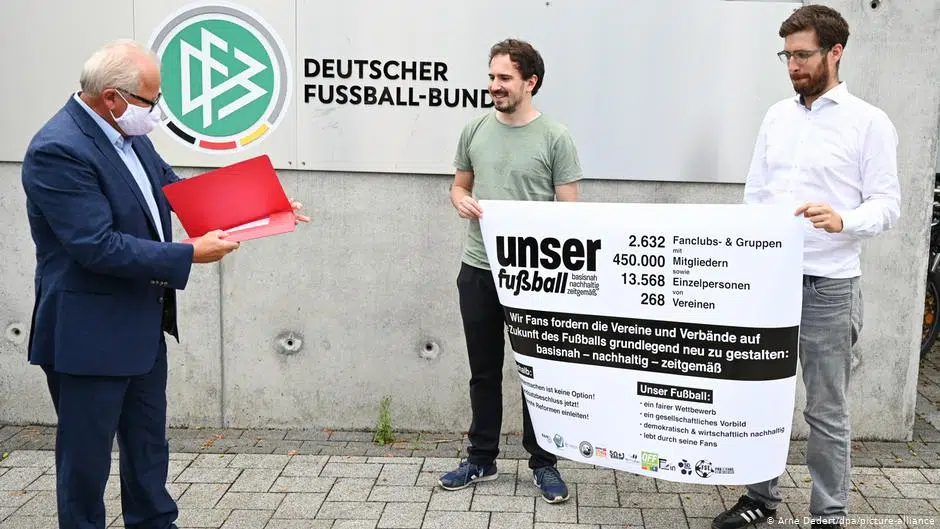 DFB
DEUTSCHER
FUSSBALL-BUND
unser
fußball
basisnah
nachhaltig
zeitgemäß
2.632 Fanclubs- & Gruppen
mit
450.000 Mitgliedern
sowie
13.568 Einzelpersonen
von
268 Vereinen
Wir Fans fordern die Vereine und Verbände auf
Zukunft des Fußballs grundlegend neu zu gestalten:
basisnah – nachhaltig – zeitgemäß
ist keine Option!
jetzt!
Reformen einleiten!
Unser Fußball:
• ein fairer Wettbewerb
• ein gesellschaftliches Vorbild
• demokratisch & wirtschaftlich nachhaltig
• lebt durch seine Fans
QFF
© Arne Dedert/dpa/picture-alliance